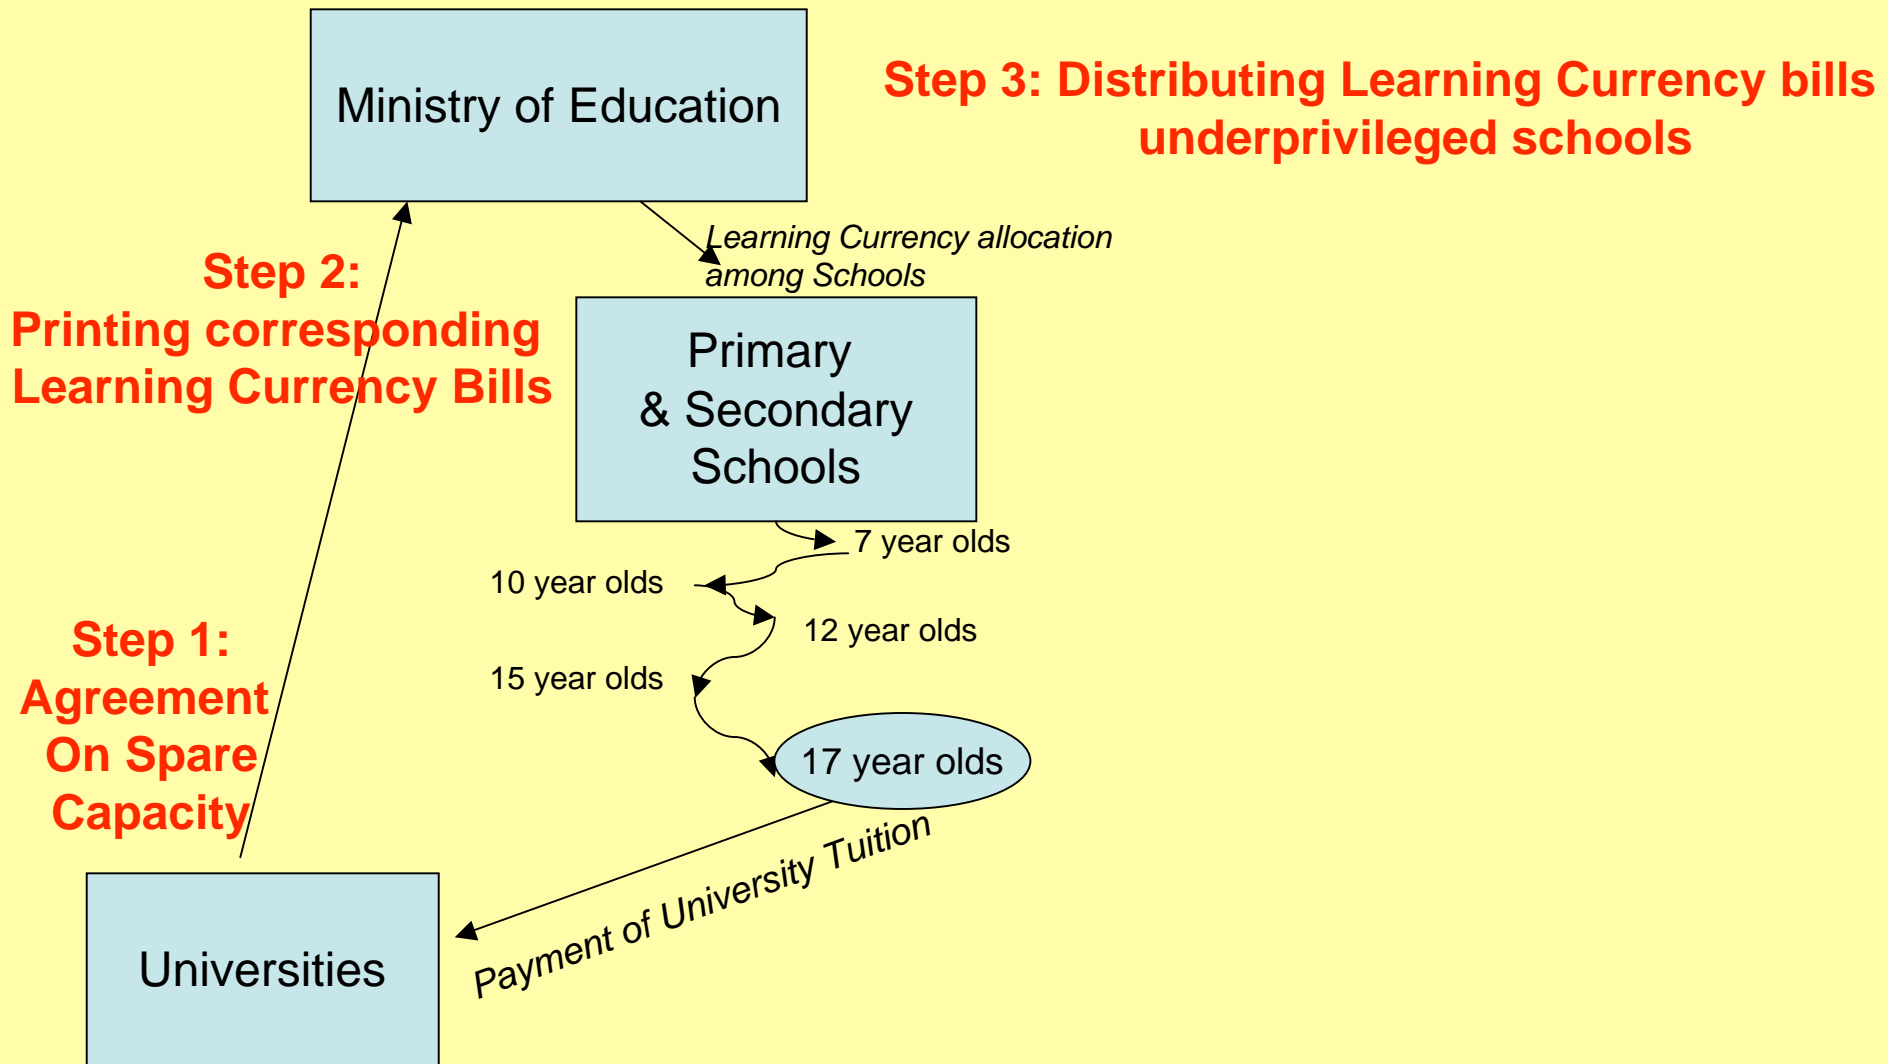 Ministry of Education
Step 3: Distributing Learning Currency bills
underprivileged schools
Learning Currency allocation
among Schools
Step 2:
Printing corresponding
Learning Currency Bills
Primary
& Secondary
Schools
7 year olds
10 year olds
12 year olds
15 year olds
17 year olds
Step 1:
Agreement
On Spare
Capacity
Payment of University Tuition
Universities